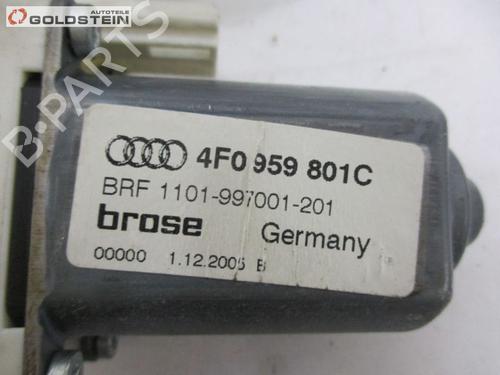 Autoteile
GOLDSTEIN
4F0 959 801C
BRF 1101-997001-201
brose Germany
00000 1.12.2005 B
B-PARTS